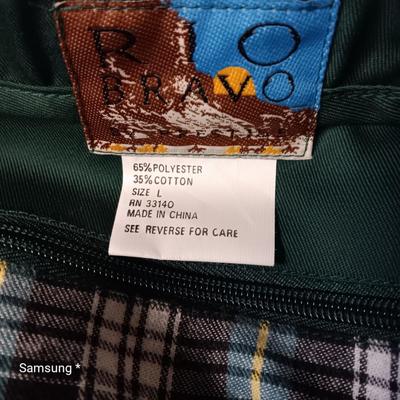 RIO
BRAVO
65% POLYESTER
35% COTTON
SIZE L
RN 33140
MADE IN CHINA
SEE REVERSE FOR CARE
Samsung *